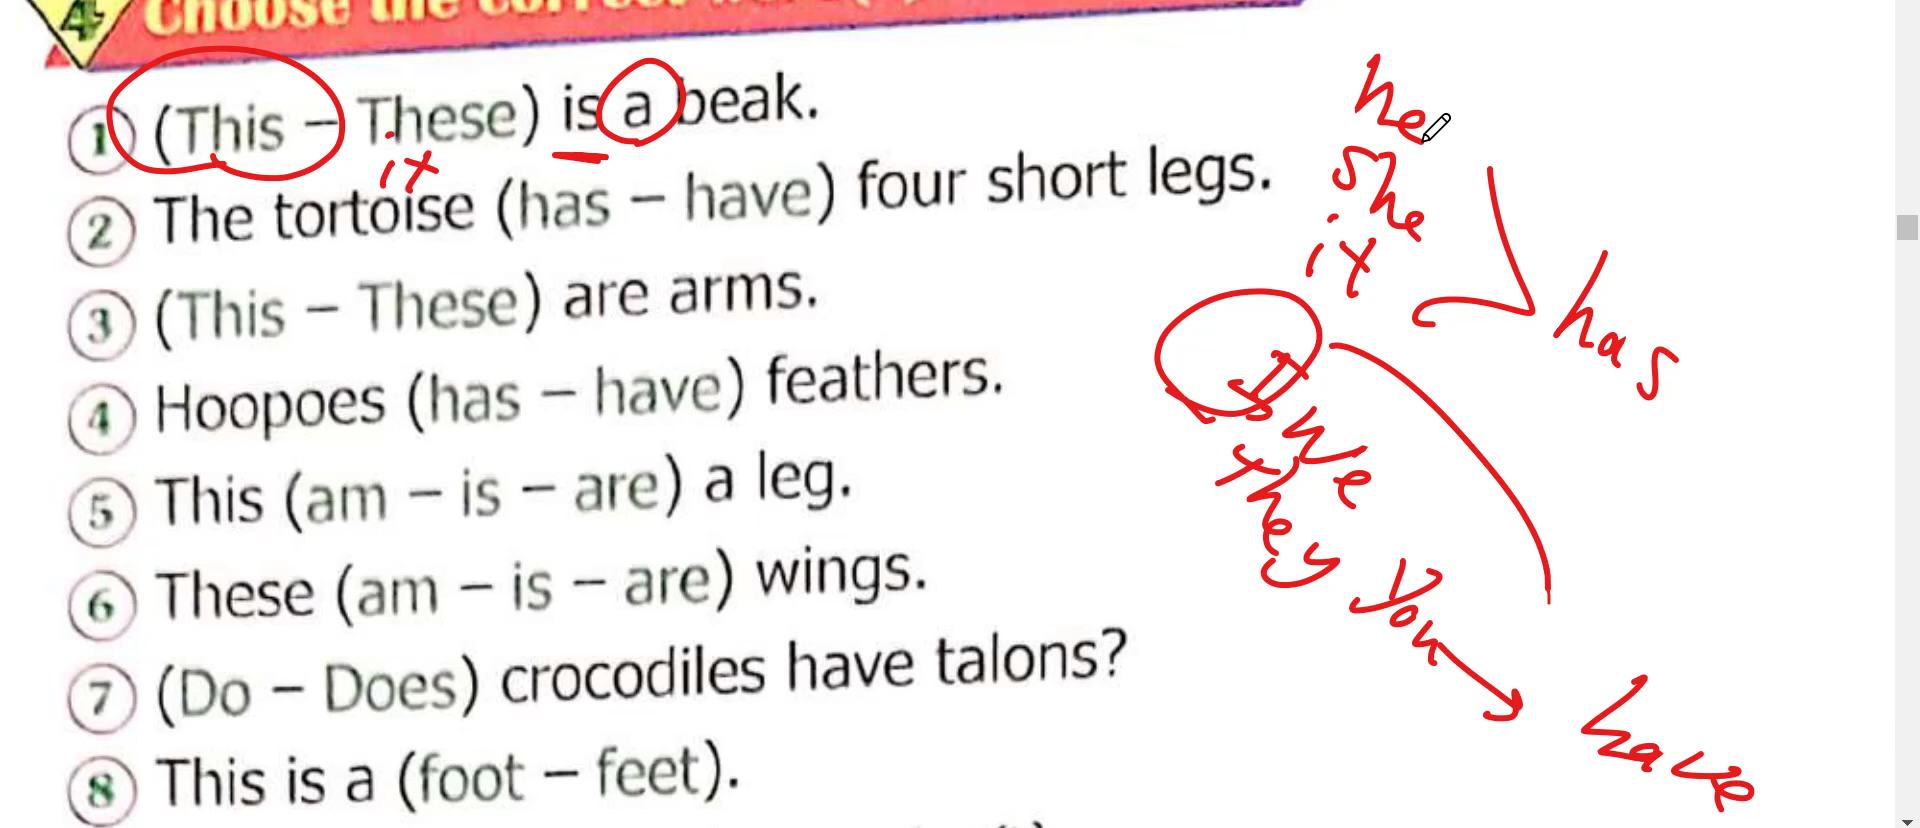 4 Choose the correct
1 (This – These) is a beak.
it
2 The tortoise (has – have) four short legs.
3 (This – These) are arms.
4 Hoopoes (has – have) feathers.
5 This (am – is – are) a leg.
6 These (am – is – are) wings.
7 (Do – Does) crocodiles have talons?
8 This is a (foot – feet).
he
she
it
has
I
we
they
You
have